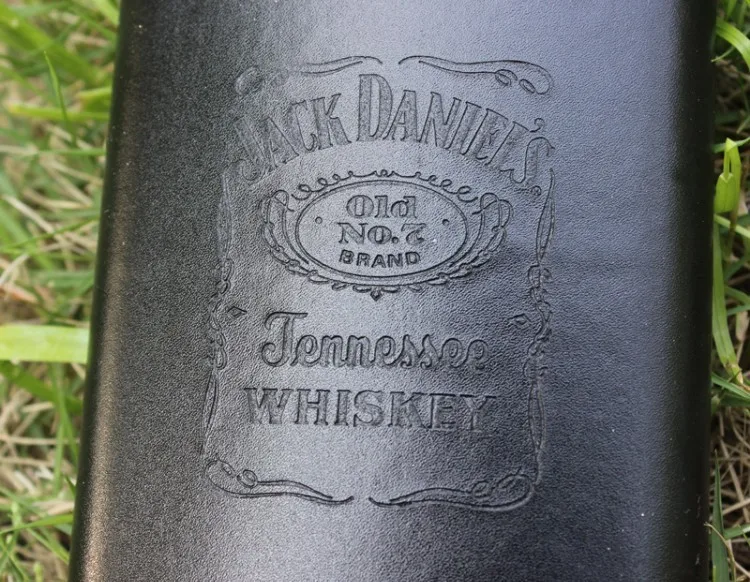 JACK DANIEL'S
Old
No.7
BRAND
Tennessee
WHISKEY